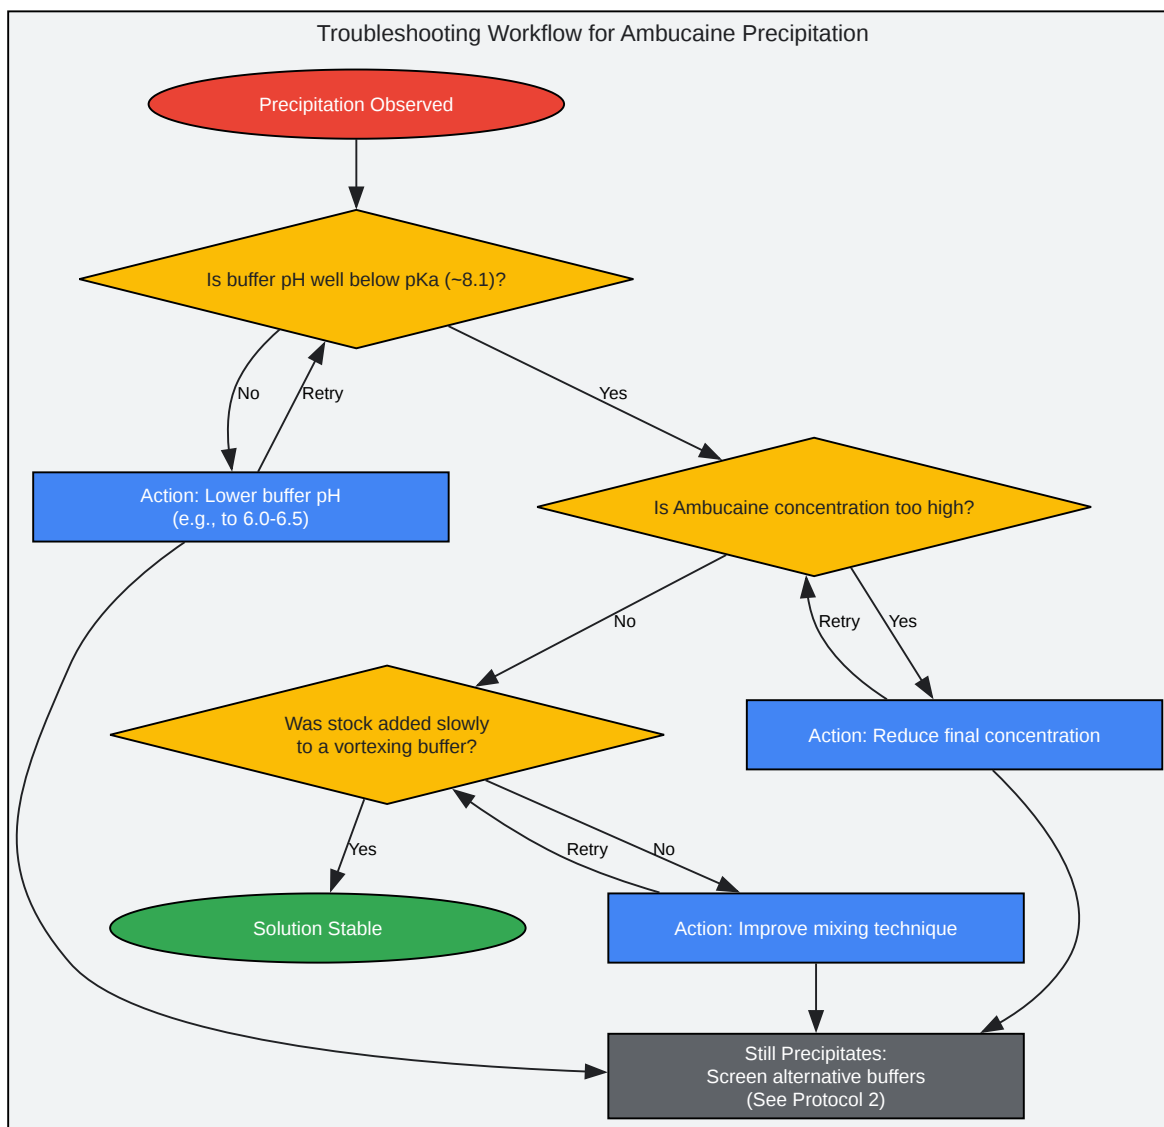 Troubleshooting Workflow for Ambucaine Precipitation
Precipitation Observed
Is buffer pH well below pKa (~8.1)?
No
Retry
Yes
Action: Lower buffer pH
(e.g., to 6.0-6.5)
Is Ambucaine concentration too high?
No
Retry
Yes
Was stock added slowly
to a vortexing buffer?
Action: Reduce final concentration
Yes
Retry
No
Solution Stable
Action: Improve mixing technique
Still Precipitates:
Screen alternative buffers
(See Protocol 2)